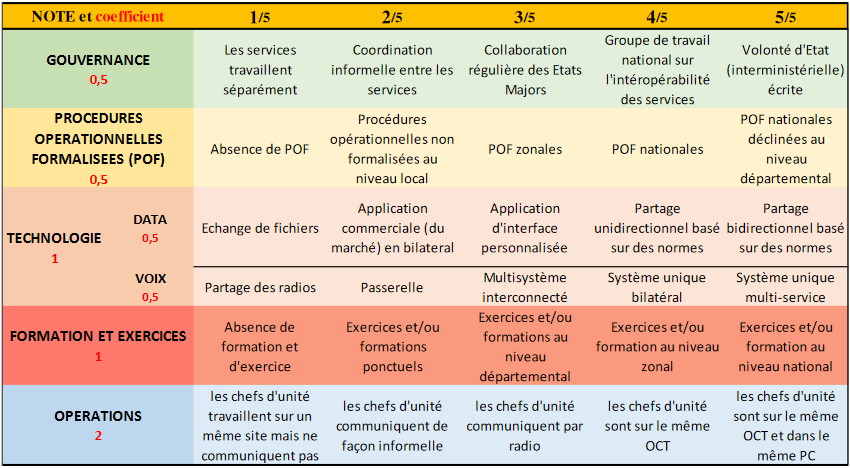 NOTE et coefficient 1/5 2/5 3/5 4/5 5/5
GOUVERNANCE
0,5
Les services
travaillent
séparément
Coordination
informelle entre les
services
Collaboration
régulière des Etats
Majors
Groupe de travail
national sur
l'intéropérabilité
des services
Volonté d'Etat
(interministérielle)
écrite
PROCEDURES
OPERATIONNELLES
FORMALISEES (POF)
0,5
Absence de POF
Procédures
opérationnelles non
formalisées au
niveau local
POF zonales
POF nationales
POF nationales
déclinées au
niveau
départemental
TECHNOLOGIE
1
DATA
0,5
Echange de fichiers
Application
commerciale (du
marché) en bilateral
Application
d'interface
personnalisée
Partage
unidirectionnel basé
sur des normes
Partage
bidirectionnel basé
sur des normes
VOIX
0,5
Partage des radios
Passerelle
Multisystème
interconnecté
Système unique
bilatéral
Système unique
multi-service
FORMATION ET EXERCICES
1
Absence de
formation et
d'exercice
Exercices et/ou
formations
ponctuels
Exercices et/ou
formations au
niveau
départemental
Exercices et/ou
formation au niveau
zonal
Exercices et/ou
formation au
niveau national
OPERATIONS
2
les chefs d'unité
travaillent sur un
même site mais ne
communiquent pas
les chefs d'unité
communiquent de
façon informelle
les chefs d'unité
communiquent par
radio
les chefs d'unité
sont sur le même
OCT
les chefs d'unité
sont sur le même
OCT et dans le
même PC